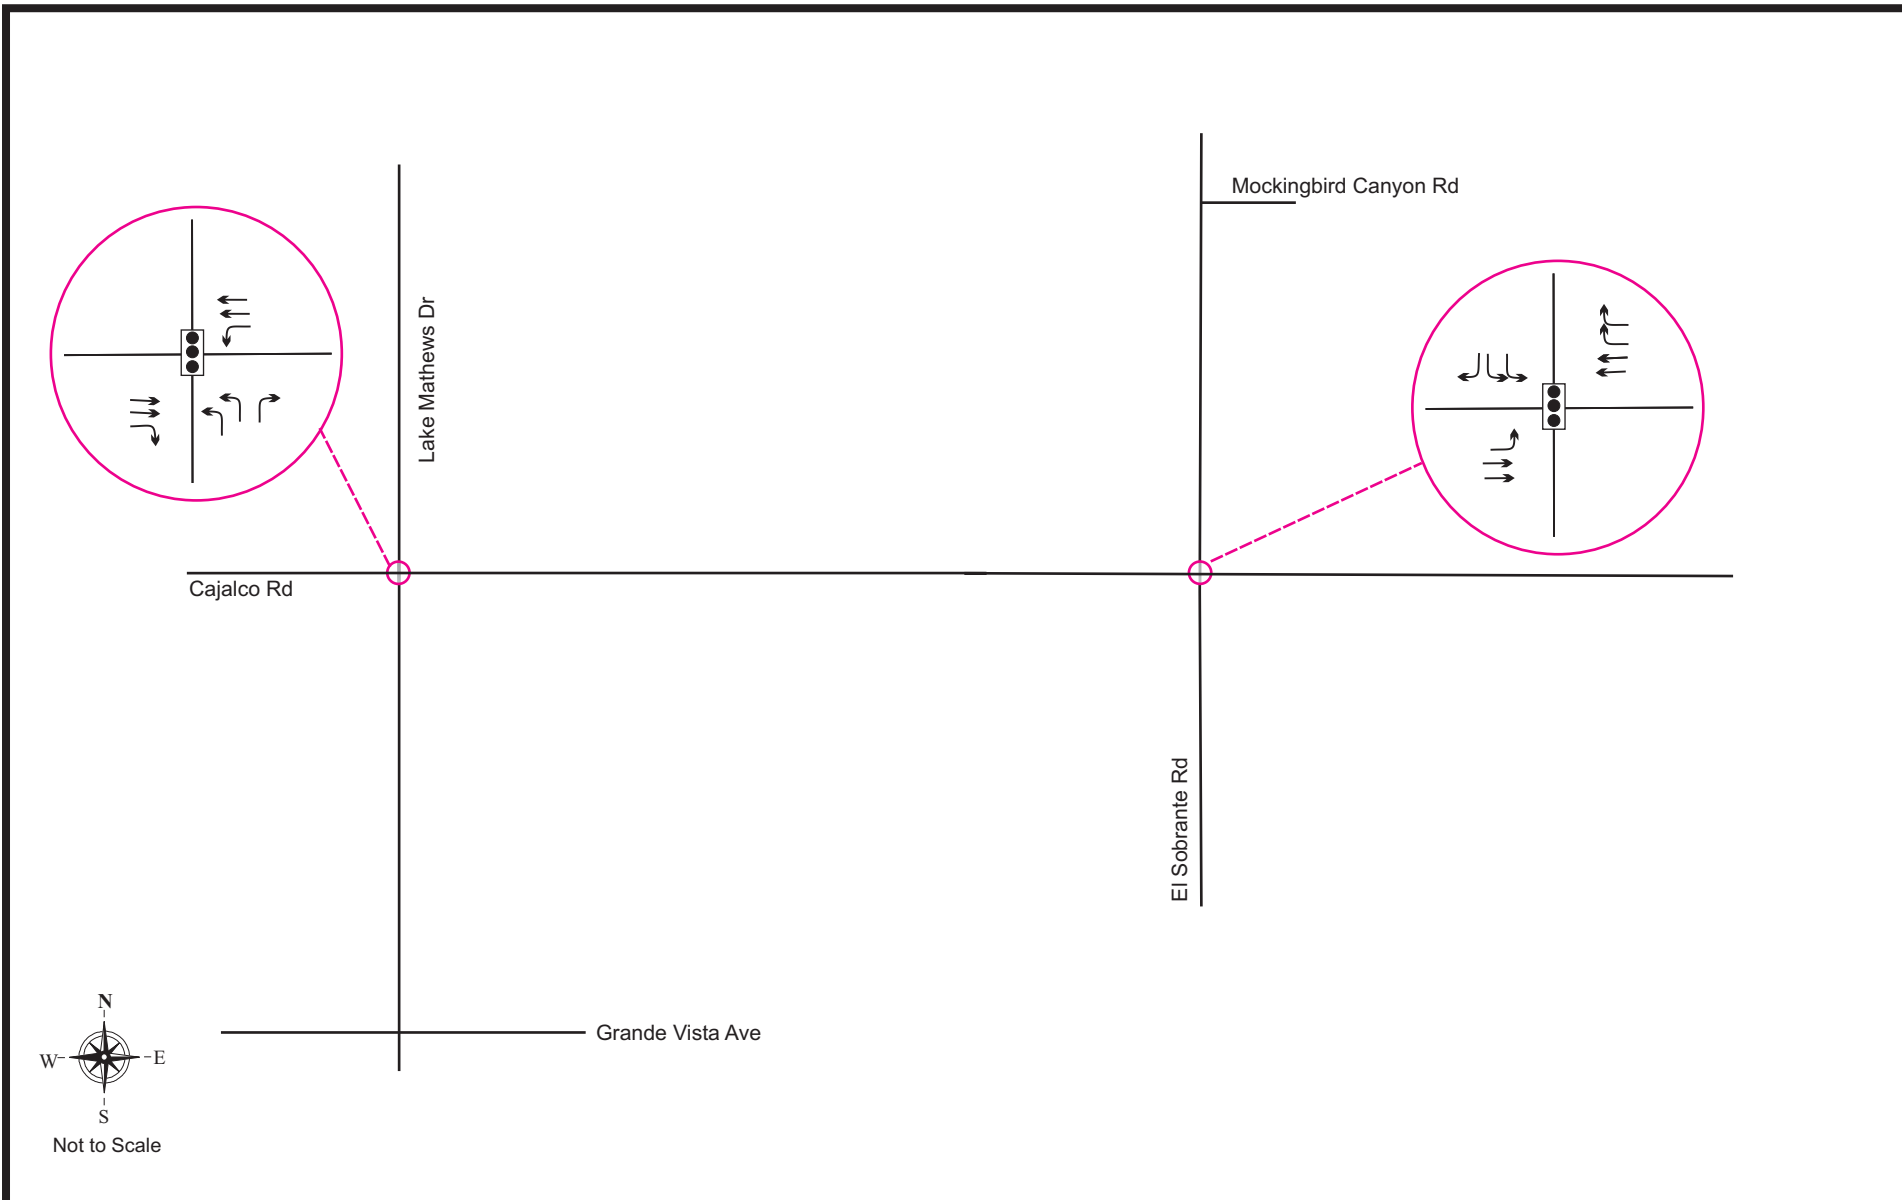 Mockingbird Canyon Rd
Lake Mathews Dr
Cajalco Rd
El Sobrante Rd
Grande Vista Ave
N
W
E
S
Not to Scale